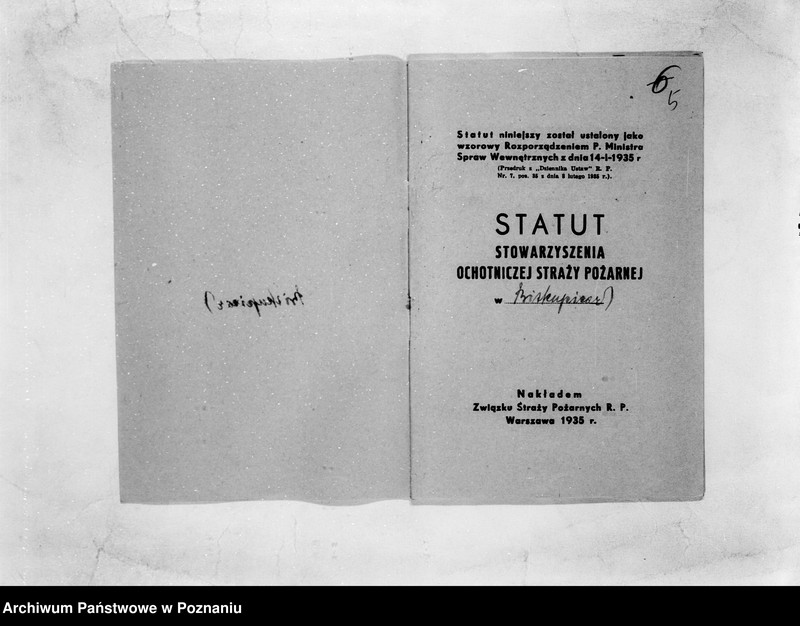 6
5
Statut niniejszy został ustalony jako
wzorowy Rozporządzeniem P. Ministra
Spraw Wewnętrznych z dnia 14-I-1935 r
(Przedruk z „Dziennika Ustaw" R. P.
Nr. 7, poz. 36 z dnia 8 lutego 1935 r.).
STATUT
STOWARZYSZENIA
OCHOTNICZEJ STRAŻY POŻARNEJ
w
Nakładem
Związku Straży Pożarnych R. P.
Warszawa 1935 r.
Archiwum Państwowe w Poznaniu